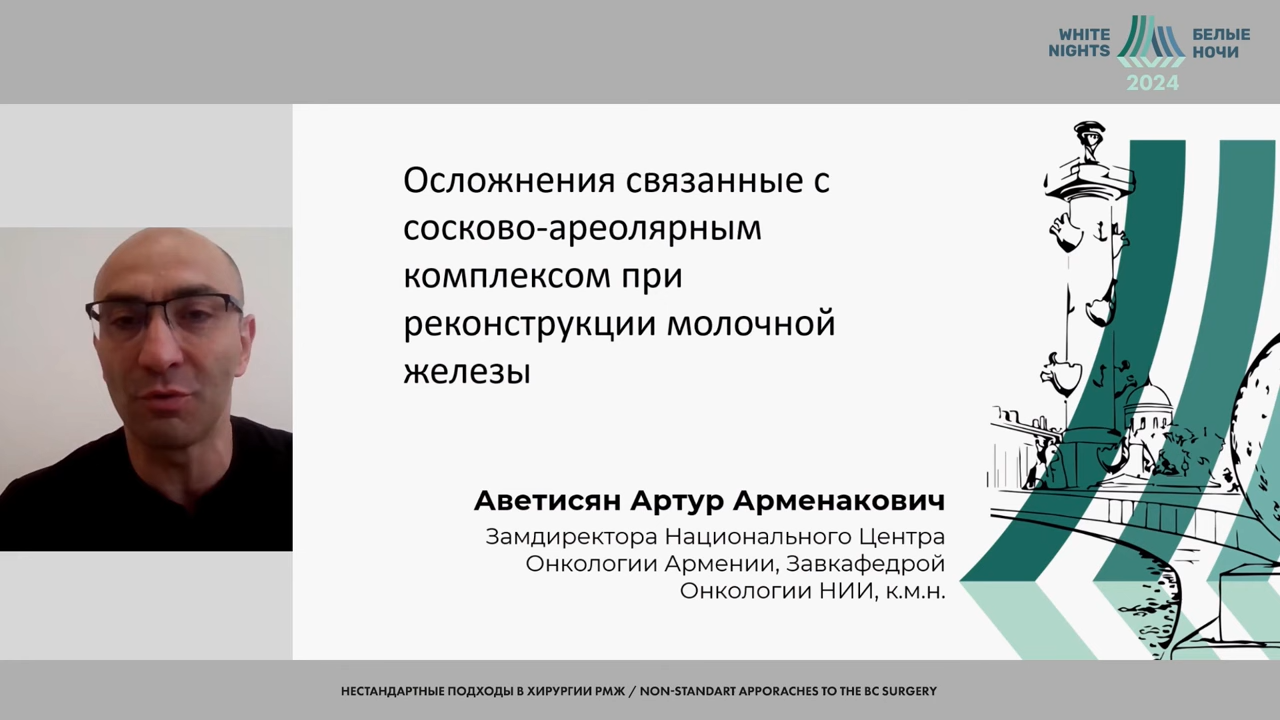 WHITE
NIGHTS
БЕЛЫЕ
НОЧИ
2024
Осложнения связанные с
сосково-ареолярным
комплексом при
реконструкции молочной
железы
Аветисян Артур Арменакович
Замдиректора Национального Центра
Онкологии Армении, Завкафедрой
Онкологии НИИ, к.м.н.
НЕСТАНДАРТНЫЕ ПОДХОДЫ В ХИРУРГИИ РМЖ / NON-STANDART APPORACHES TO THE BC SURGERY